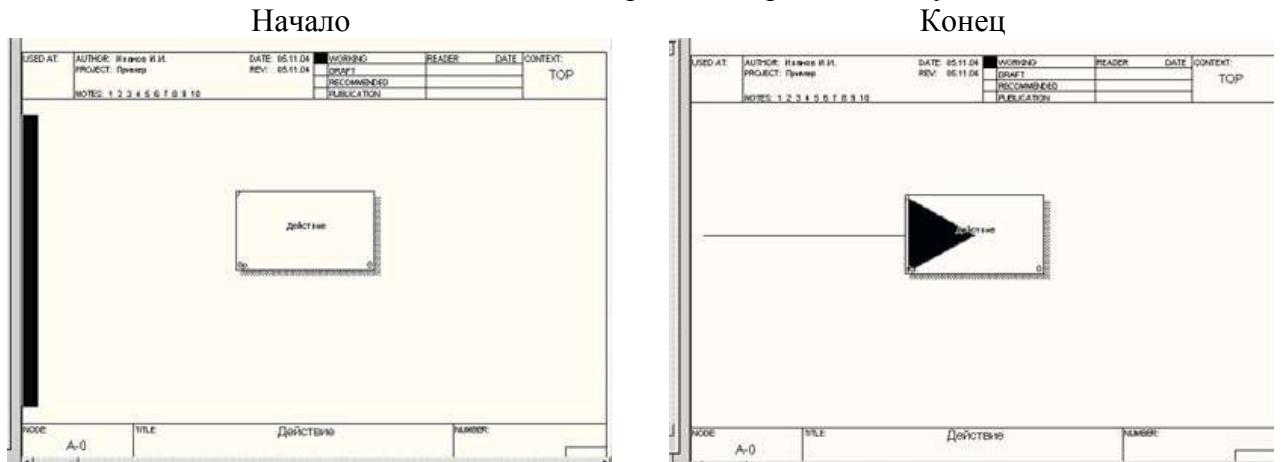 Начало
Конец
USED AT:
AUTHOR: Иванов И.И.
DATE: 05.11.04
WORKING
READER
DATE
CONTEXT:
PROJECT: Пример
REV: 05.11.04
DRAFT
TOP
RECOMMENDED
NOTES: 1 2 3 4 5 6 7 8 9 10
PUBLICATION
Действие
0р.
0
NODE:
TITLE:
Действие
NUMBER:
A-0
USED AT:
AUTHOR: Иванов И.И.
DATE: 05.11.04
WORKING
READER
DATE
CONTEXT:
PROJECT: Пример
REV: 05.11.04
DRAFT
TOP
RECOMMENDED
NOTES: 1 2 3 4 5 6 7 8 9 10
PUBLICATION
Действие
0
NODE:
TITLE:
Действие
NUMBER:
A-0